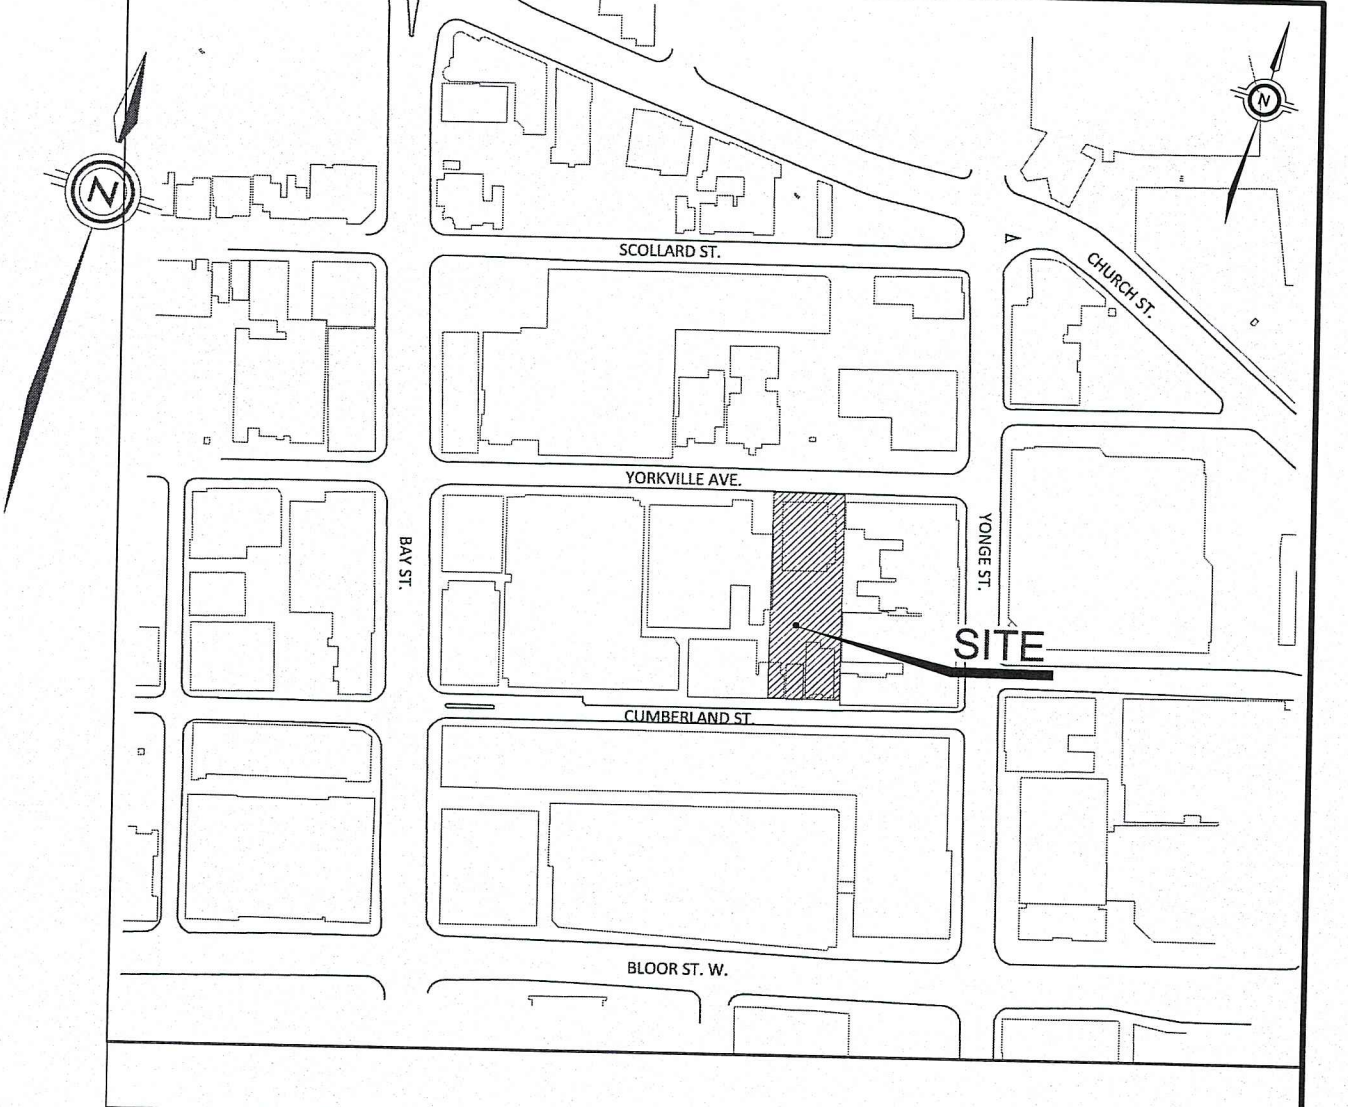 N
N
SCOLLARD ST.
CHURCH ST.
YORKVILLE AVE.
BAY ST.
YONGE ST.
SITE
CUMBERLAND ST.
BLOOR ST. W.